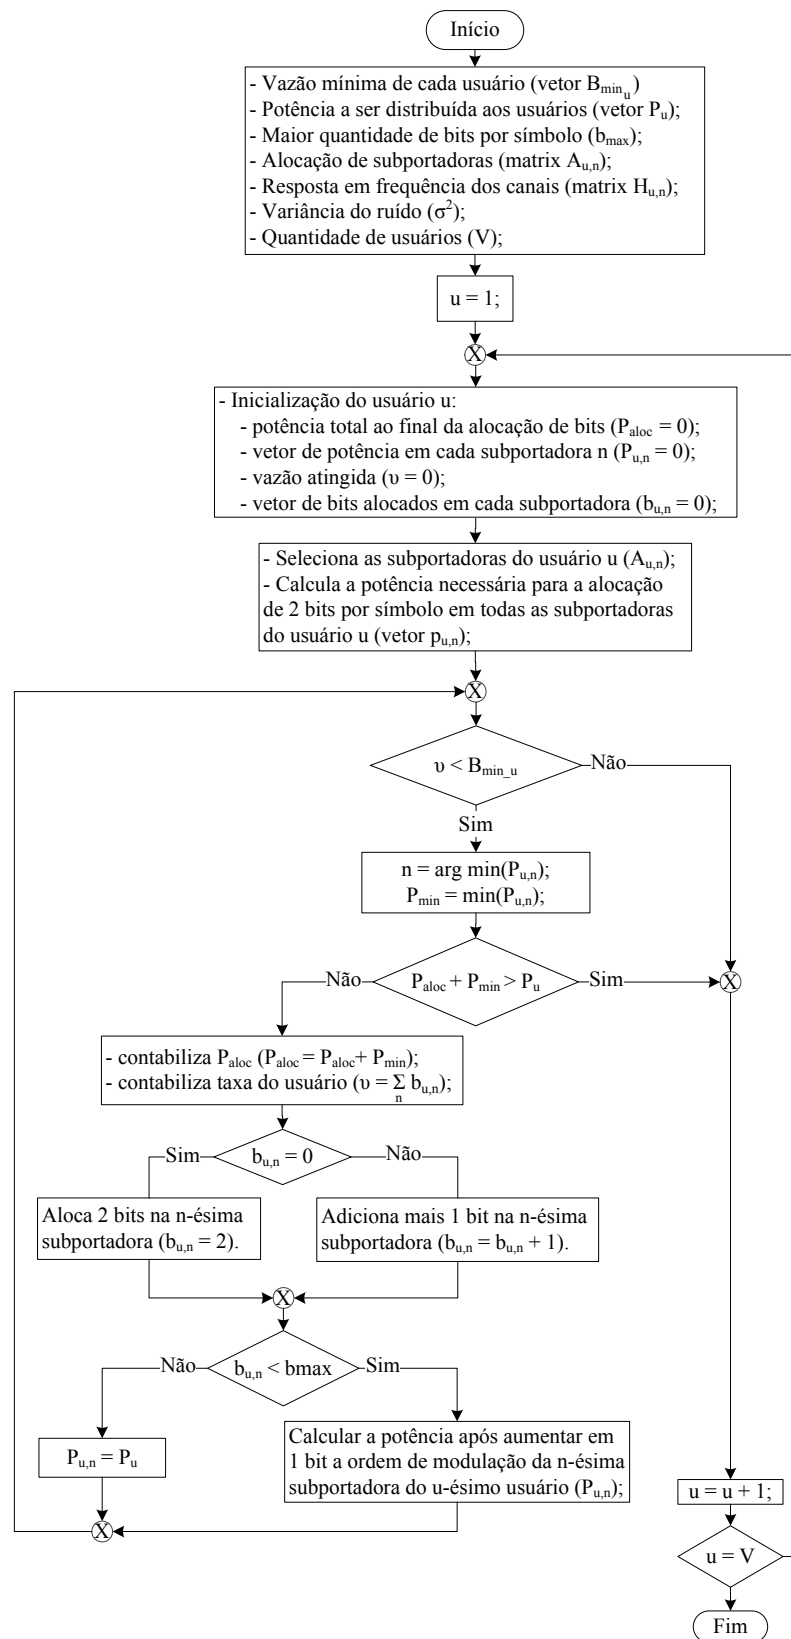 Início
- Vazão mínima de cada usuário (vetor B_min_u)
- Potência a ser distribuída aos usuários (vetor P_u);
- Maior quantidade de bits por símbolo (b_max);
- Alocação de subportadoras (matrix A_u,n);
- Resposta em frequência dos canais (matrix H_u,n);
- Variância do ruído (σ²);
- Quantidade de usuários (V);
u = 1;
X
- Inicialização do usuário u:
- potência total ao final da alocação de bits (P_aloc = 0);
- vetor de potência em cada subportadora n (P_u,n = 0);
- vazão atingida (υ = 0);
- vetor de bits alocados em cada subportadora (b_u,n = 0);
- Seleciona as subportadoras do usuário u (A_u,n);
- Calcula a potência necessária para a alocação
de 2 bits por símbolo em todas as subportadoras
do usuário u (vetor p_u,n);
X
υ < B_min_u
Não
Sim
n = arg min(P_u,n);
P_min = min(P_u,n);
Não
P_aloc + P_min > P_u
Sim
X
- contabiliza P_aloc (P_aloc = P_aloc + P_min);
- contabiliza taxa do usuário (υ = Σ_n b_u,n);
Sim
b_u,n = 0
Não
Aloca 2 bits na n-ésima
subportadora (b_u,n = 2).
Adiciona mais 1 bit na n-ésima
subportadora (b_u,n = b_u,n + 1).
X
Não
b_u,n < bmax
Sim
P_u,n = P_u
Calcular a potência após aumentar em
1 bit a ordem de modulação da n-ésima
subportadora do u-ésimo usuário (P_u,n);
X
u = u + 1;
u = V
Fim